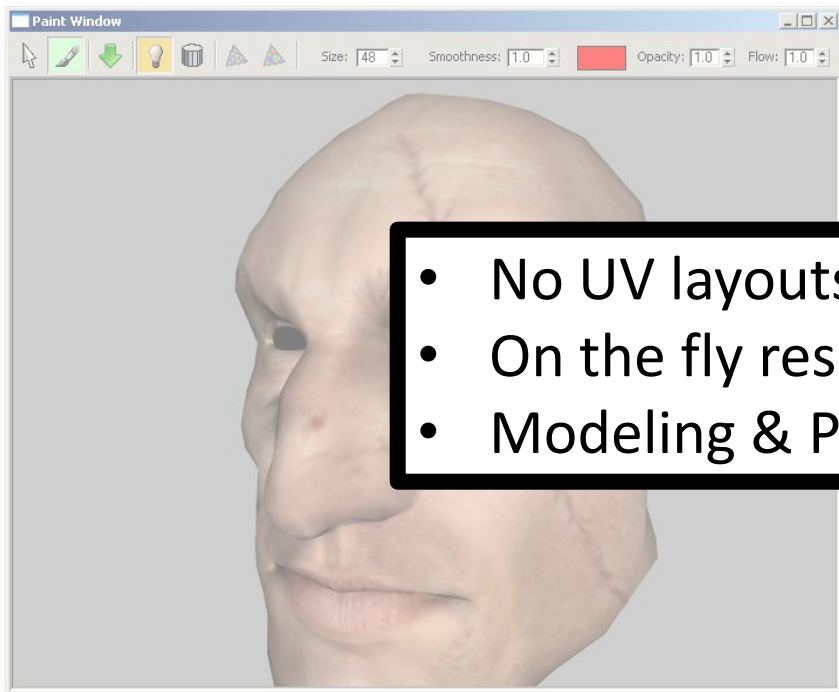 Paint Window
Size: 48 Smoothness: 1.0 Opacity: 1.0 Flow: 1.0
• No UV layouts
• On the fly res
• Modeling & P